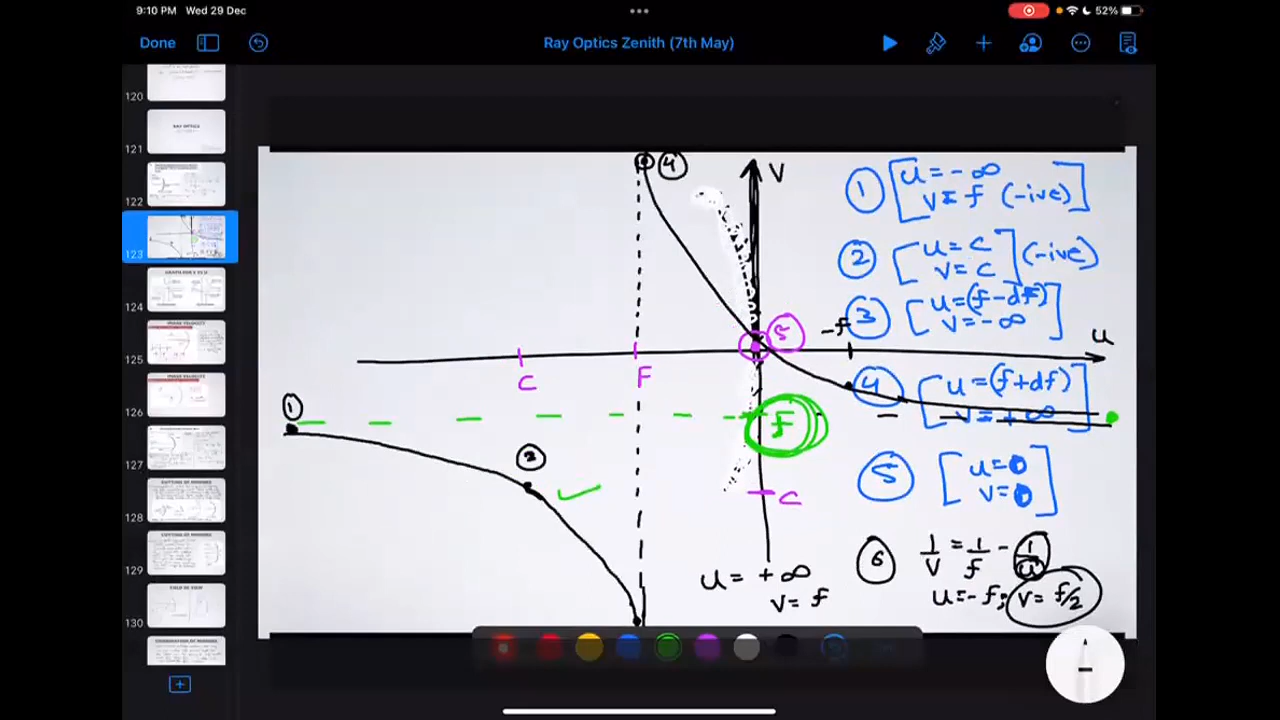 9:10 PM Wed 29 Dec
52%
Done
Ray Optics Zenith (7th May)
120
121
RAY OPTICS
123
124
125
126
127
128
129
130
4
V
1 [u = -∞
v = f (-ive)]
2 [u = C
v = C] (-ive)
3 [u = (f-df)
v = -∞]
5
-f
u
C
F
4 [u = (f+df)
v = +∞]
1
f
2
C
5 [u = 0
v = 0]
6 1/v = 1/f - 1/u
u = -f; v = f/2
u = +∞
v = f